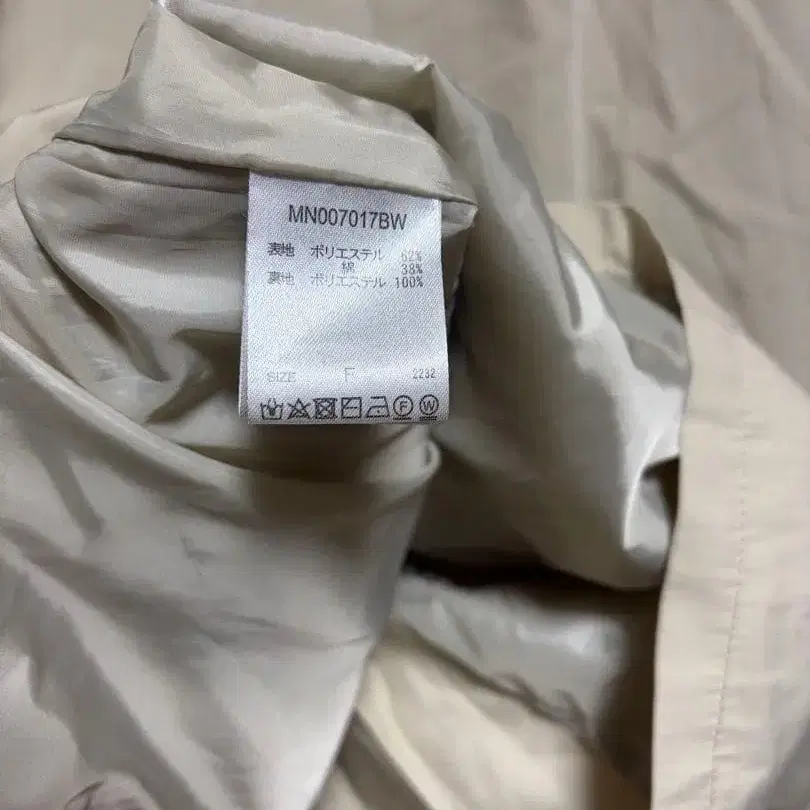 MN007017BW
表地 ポリエステル 62%
綿 38%
裏地 ポリエステル 100%
SIZE F 2232
F W